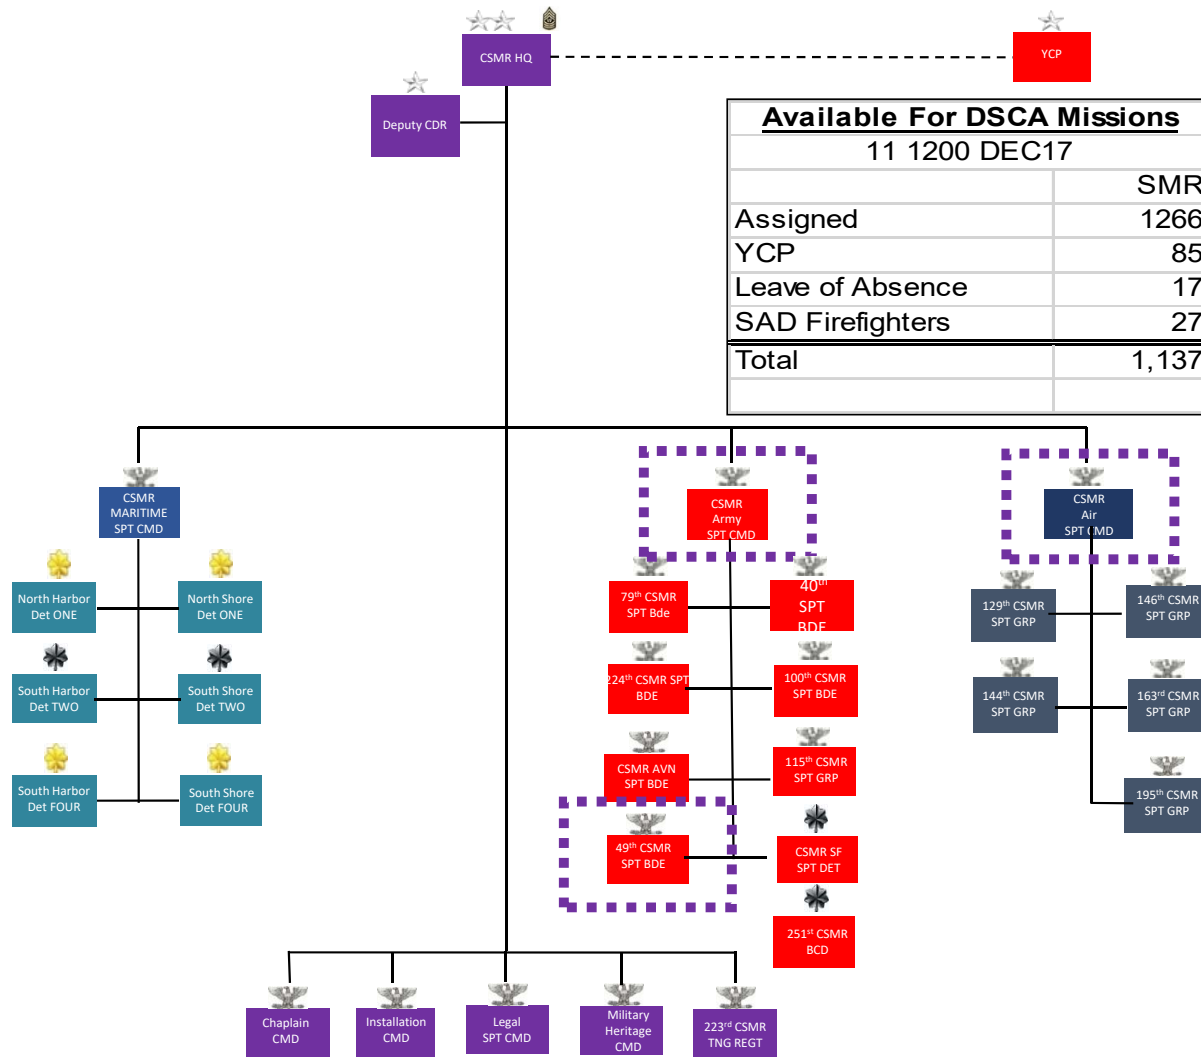 CSMR HQ
YCP
Deputy CDR
Available For DSCA Missions
11 1200 DEC17
SMR
Assigned 1266
YCP 85
Leave of Absence 17
SAD Firefighters 27
Total 1,137
CSMR
MARITIME
SPT CMD
CSMR
Army
SPT CMD
CSMR
Air
SPT CMD
North Harbor
Det ONE
North Shore
Det ONE
South Harbor
Det TWO
South Shore
Det TWO
South Harbor
Det FOUR
South Shore
Det FOUR
79th CSMR
SPT Bde
40th
SPT
BDE
224th CSMR SPT
BDE
100th CSMR
SPT BDE
CSMR AVN
SPT BDE
115th CSMR
SPT GRP
49th CSMR
SPT BDE
CSMR SF
SPT DET
251st CSMR
BCD
129th CSMR
SPT GRP
146th CSMR
SPT GRP
144th CSMR
SPT GRP
163rd CSMR
SPT GRP
195th CSMR
SPT GRP
Chaplain
CMD
Installation
CMD
Legal
SPT CMD
Military
Heritage
CMD
223rd CSMR
TNG REGT